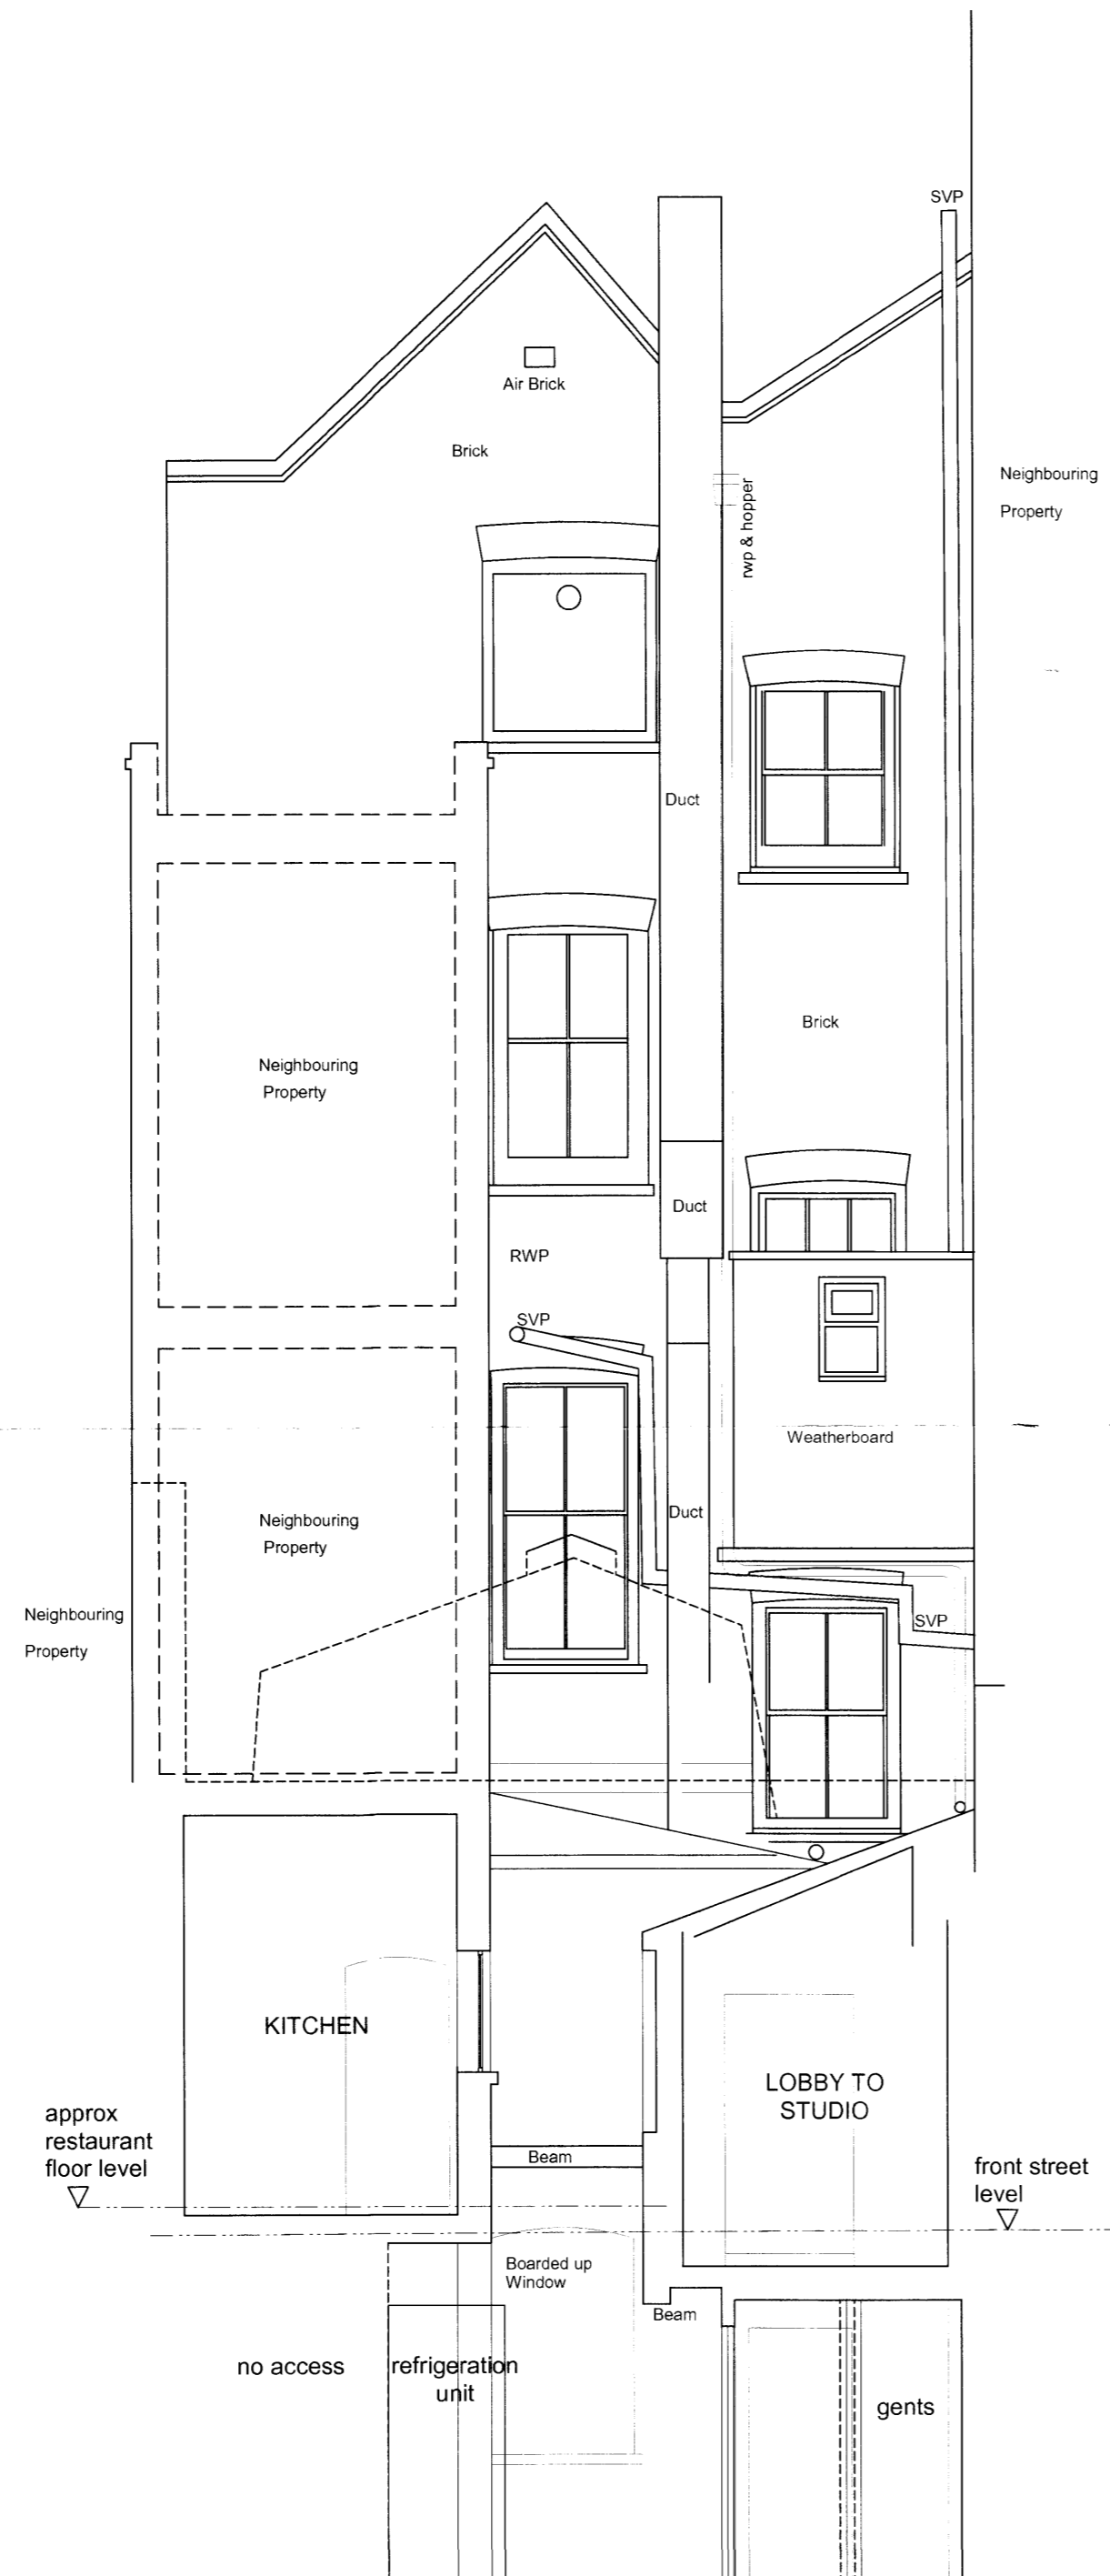 SVP
Air Brick
Brick
Neighbouring
Property
rwp & hopper
Duct
Brick
Neighbouring
Property
Duct
RWP
SVP
Weatherboard
Duct
Neighbouring
Property
Neighbouring
Property
SVP
KITCHEN
LOBBY TO
STUDIO
approx
restaurant
floor level
Beam
front street
level
Boarded up
Window
Beam
no access
refrigeration
unit
gents